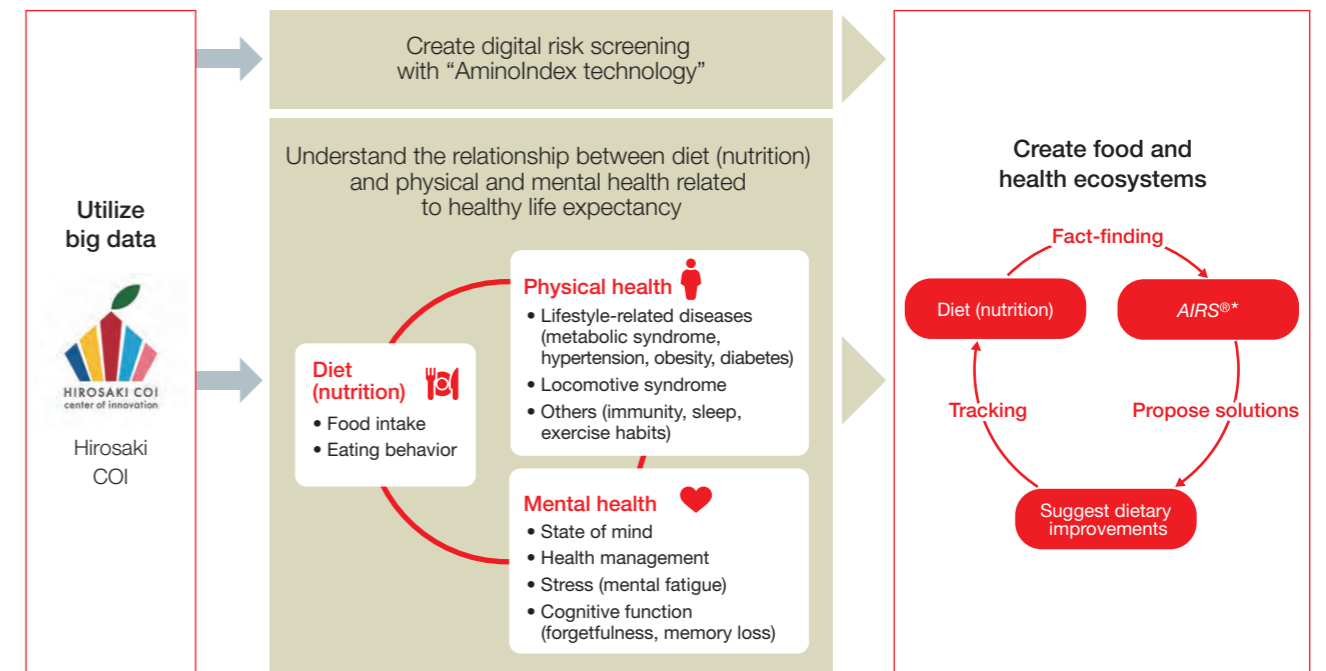 Utilize
big data
HIROSAKI COI
center of innovation
Hirosaki
COI
Create digital risk screening
with “AminoIndex technology”
Understand the relationship between diet (nutrition)
and physical and mental health related
to healthy life expectancy
Diet
(nutrition)
• Food intake
• Eating behavior
Physical health
• Lifestyle-related diseases
(metabolic syndrome,
hypertension, obesity, diabetes)
• Locomotive syndrome
• Others (immunity, sleep,
exercise habits)
Mental health
• State of mind
• Health management
• Stress (mental fatigue)
• Cognitive function
(forgetfulness, memory loss)
Create food and
health ecosystems
Fact-finding
Diet (nutrition)
AIRS®*
Tracking
Propose solutions
Suggest dietary
improvements